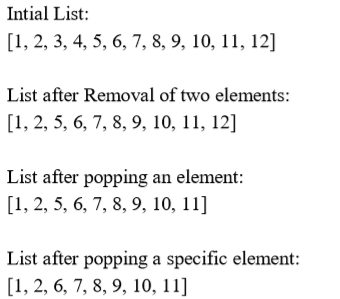 Intial List:
[1, 2, 3, 4, 5, 6, 7, 8, 9, 10, 11, 12]
List after Removal of two elements:
[1, 2, 5, 6, 7, 8, 9, 10, 11, 12]
List after popping an element:
[1, 2, 5, 6, 7, 8, 9, 10, 11]
List after popping a specific element:
[1, 2, 6, 7, 8, 9, 10, 11]